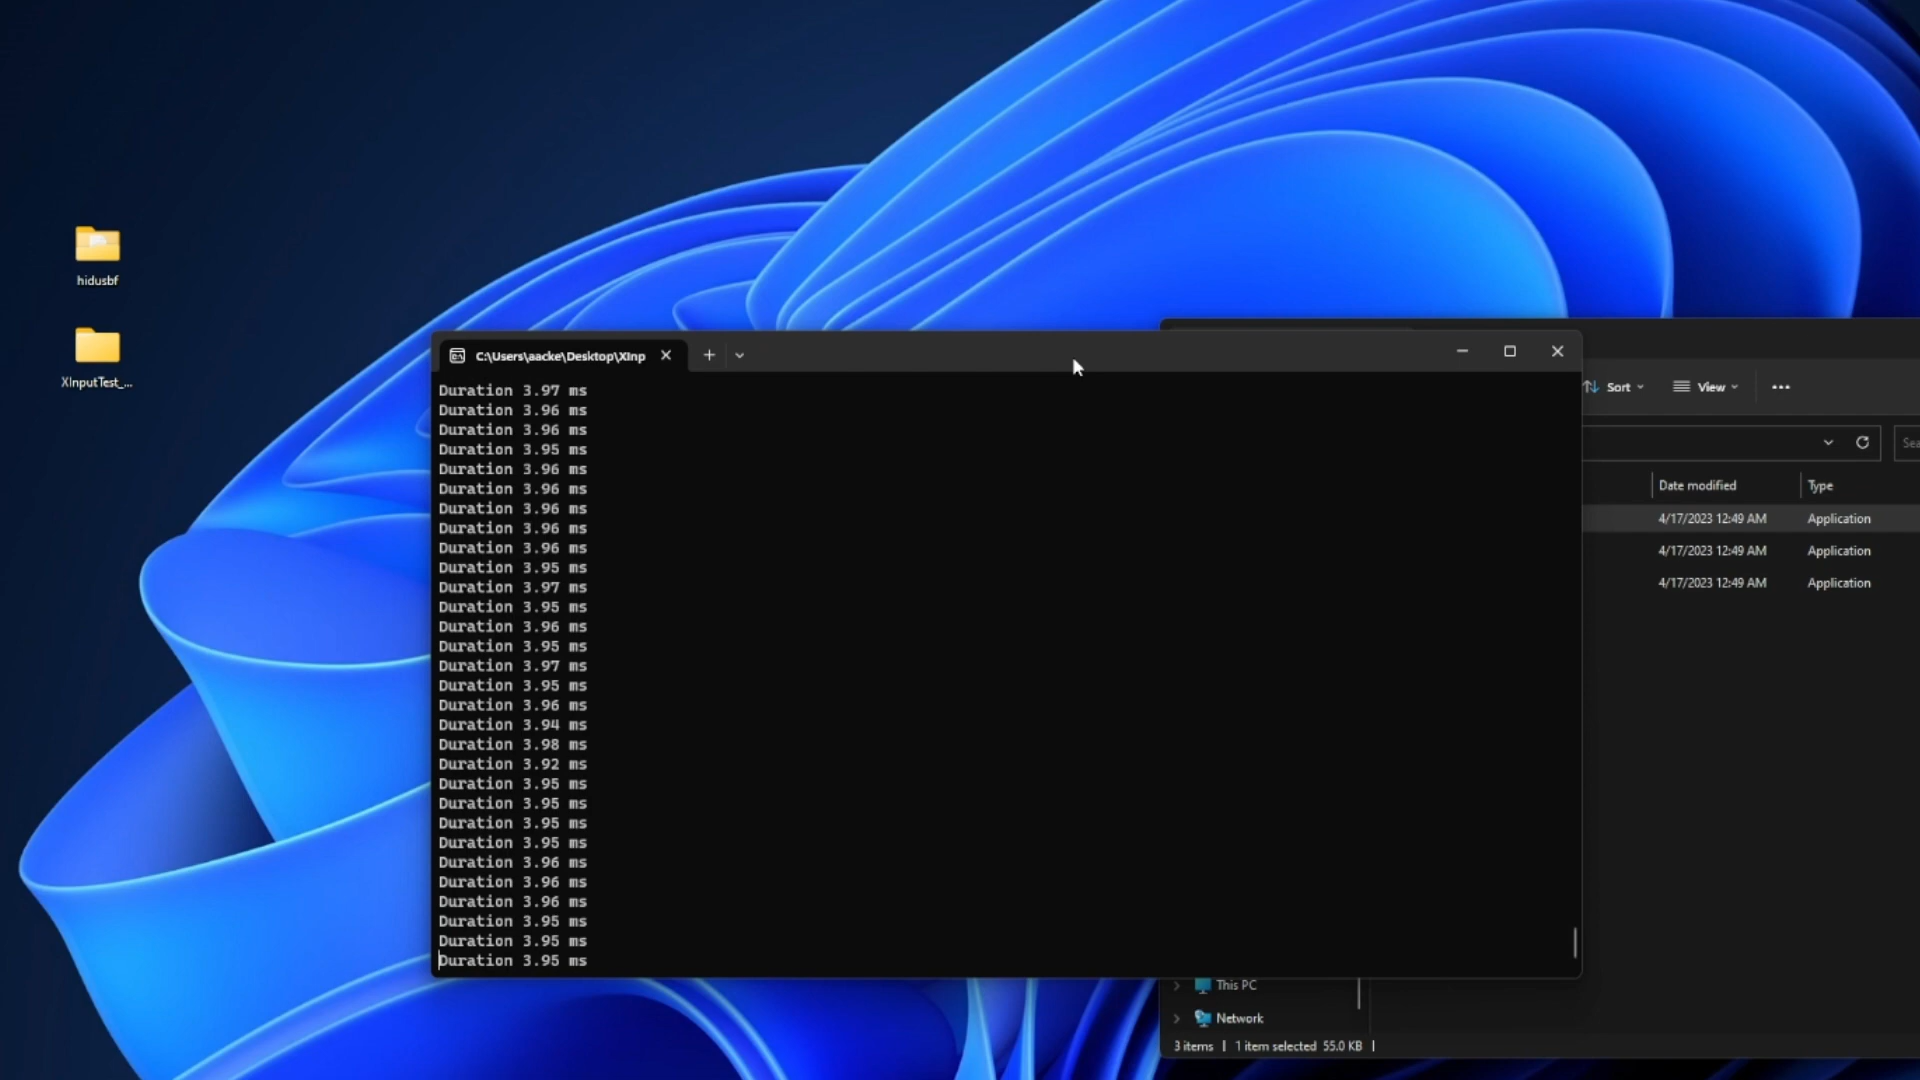 hidusbf
XInputTest_...
C:\Users\aacke\Desktop\XInp
Duration 3.97 ms
Duration 3.96 ms
Duration 3.96 ms
Duration 3.95 ms
Duration 3.96 ms
Duration 3.96 ms
Duration 3.96 ms
Duration 3.96 ms
Duration 3.96 ms
Duration 3.95 ms
Duration 3.97 ms
Duration 3.95 ms
Duration 3.96 ms
Duration 3.95 ms
Duration 3.97 ms
Duration 3.95 ms
Duration 3.96 ms
Duration 3.94 ms
Duration 3.98 ms
Duration 3.92 ms
Duration 3.95 ms
Duration 3.95 ms
Duration 3.95 ms
Duration 3.95 ms
Duration 3.96 ms
Duration 3.96 ms
Duration 3.96 ms
Duration 3.95 ms
Duration 3.95 ms
Duration 3.95 ms
Sort View
Sea
Date modified Type
4/17/2023 12:49 AM Application
4/17/2023 12:49 AM Application
4/17/2023 12:49 AM Application
This PC
Network
3 items 1 item selected 55.0 KB